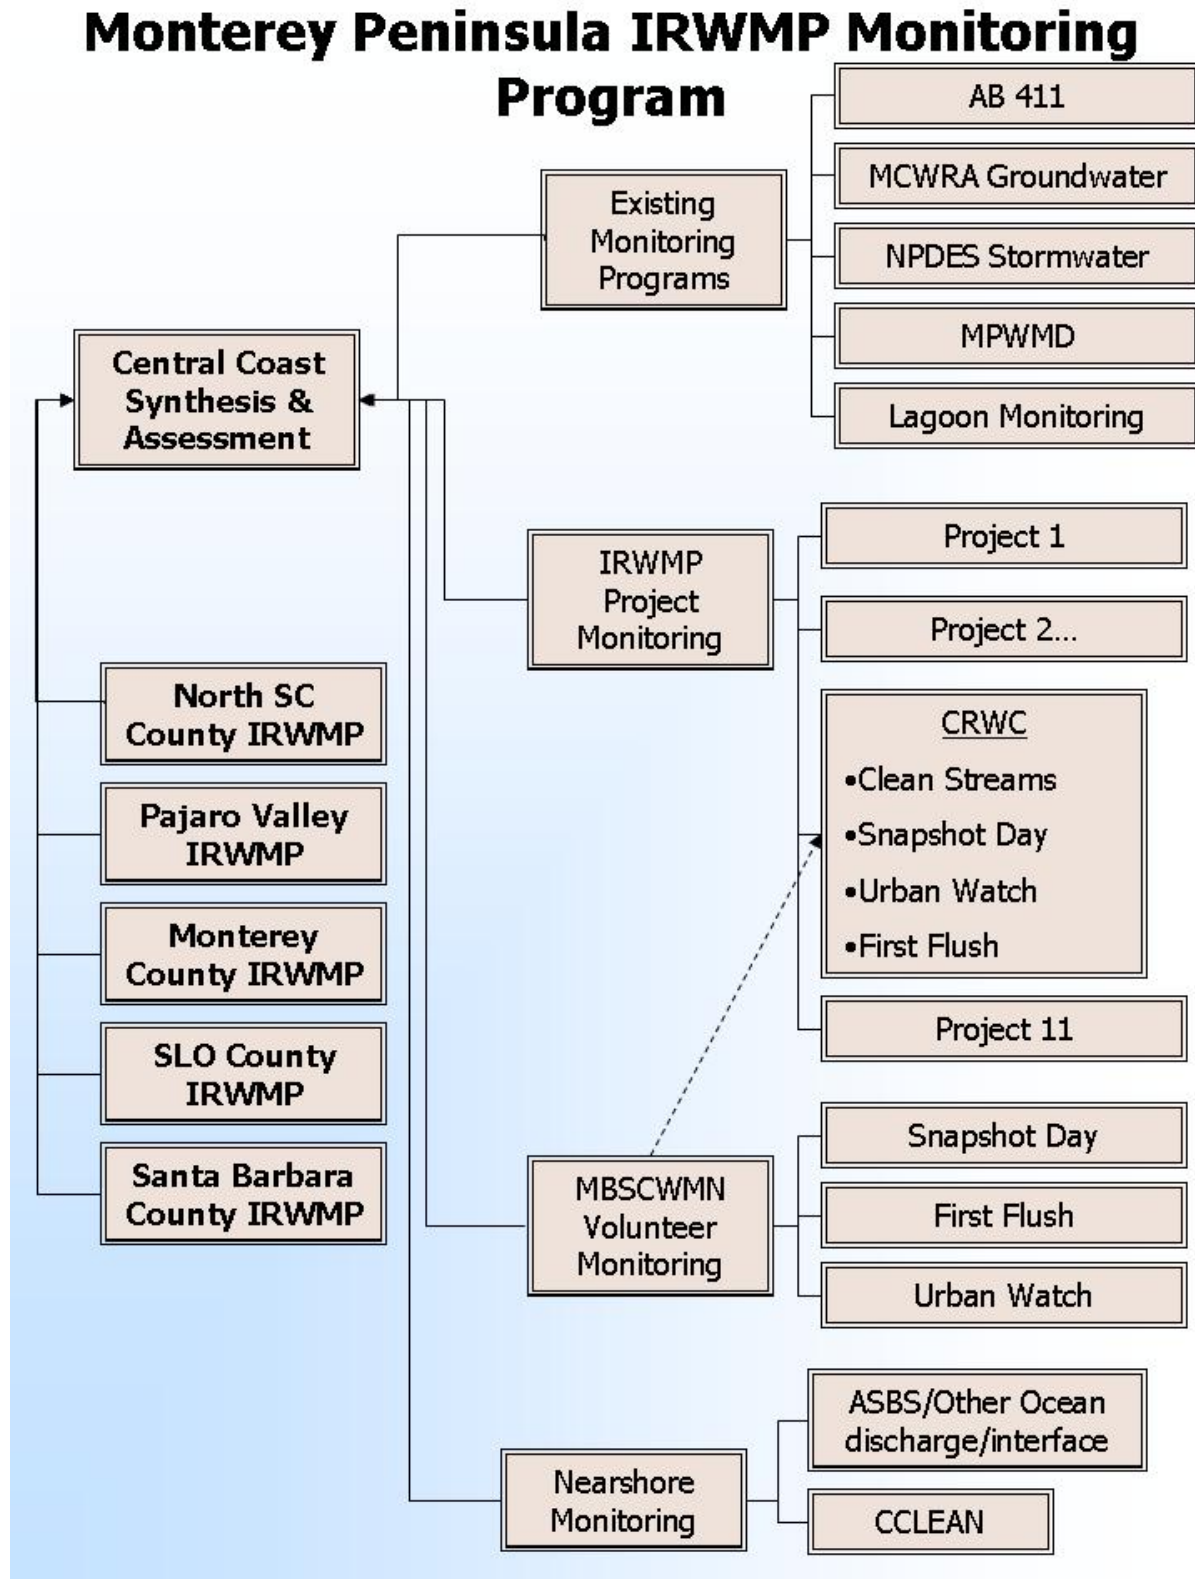 Monterey Peninsula IRWMP Monitoring
Program
AB 411
MCWRA Groundwater
NPDES Stormwater
MPWMD
Lagoon Monitoring
Existing
Monitoring
Programs
Central Coast
Synthesis &
Assessment
IRWMP
Project
Monitoring
Project 1
Project 2...
CRWC
•Clean Streams
•Snapshot Day
•Urban Watch
•First Flush
Project 11
North SC
County IRWMP
Pajaro Valley
IRWMP
Monterey
County IRWMP
SLO County
IRWMP
Santa Barbara
County IRWMP
MBSCWMN
Volunteer
Monitoring
Snapshot Day
First Flush
Urban Watch
Nearshore
Monitoring
ASBS/Other Ocean
discharge/interface
CCLEAN